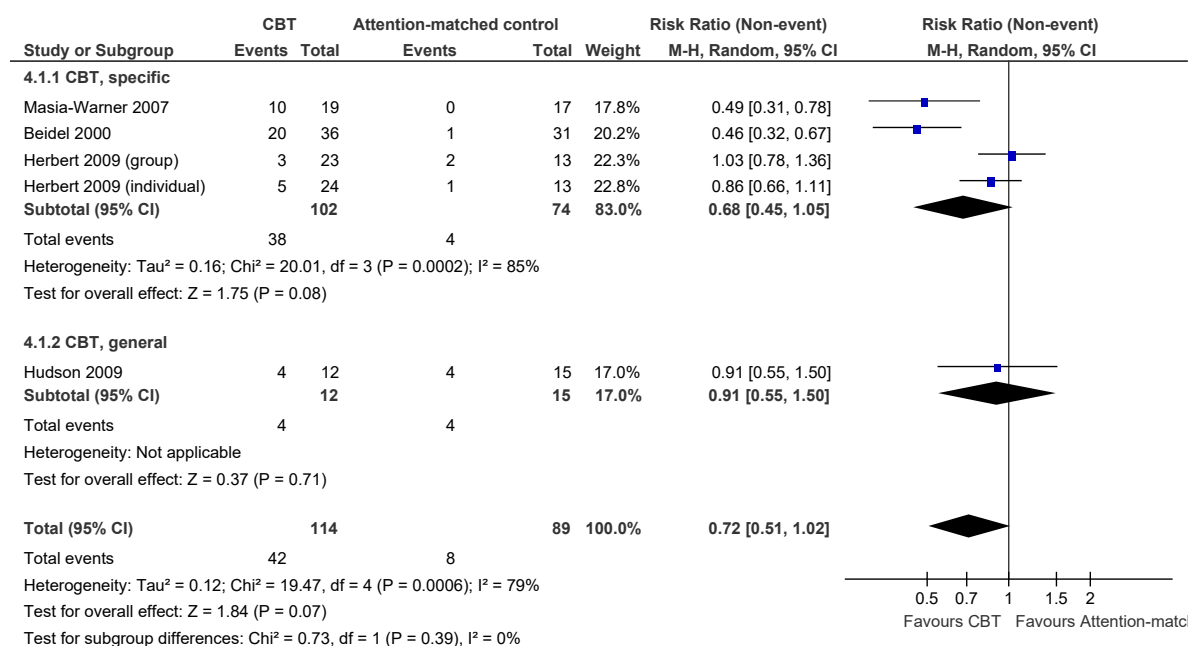 CBT Attention-matched control Risk Ratio (Non-event) Risk Ratio (Non-event)
Study or Subgroup Events Total Events Total Weight M-H, Random, 95% CI M-H, Random, 95% CI
4.1.1 CBT, specific
Masia-Warner 2007 10 19 0 17 17.8% 0.49 [0.31, 0.78]
Beidel 2000 20 36 1 31 20.2% 0.46 [0.32, 0.67]
Herbert 2009 (group) 3 23 2 13 22.3% 1.03 [0.78, 1.36]
Herbert 2009 (individual) 5 24 1 13 22.8% 0.86 [0.66, 1.11]
Subtotal (95% CI) 102 74 83.0% 0.68 [0.45, 1.05]
Total events 38 4
Heterogeneity: Tau² = 0.16; Chi² = 20.01, df = 3 (P = 0.0002); I² = 85%
Test for overall effect: Z = 1.75 (P = 0.08)
4.1.2 CBT, general
Hudson 2009 4 12 4 15 17.0% 0.91 [0.55, 1.50]
Subtotal (95% CI) 12 15 17.0% 0.91 [0.55, 1.50]
Total events 4 4
Heterogeneity: Not applicable
Test for overall effect: Z = 0.37 (P = 0.71)
Total (95% CI) 114 89 100.0% 0.72 [0.51, 1.02]
Total events 42 8
Heterogeneity: Tau² = 0.12; Chi² = 19.47, df = 4 (P = 0.0006); I² = 79%
Test for overall effect: Z = 1.84 (P = 0.07)
Test for subgroup differences: Chi² = 0.73, df = 1 (P = 0.39), I² = 0%
0.5 0.7 1 1.5 2
Favours CBT Favours Attention-matc